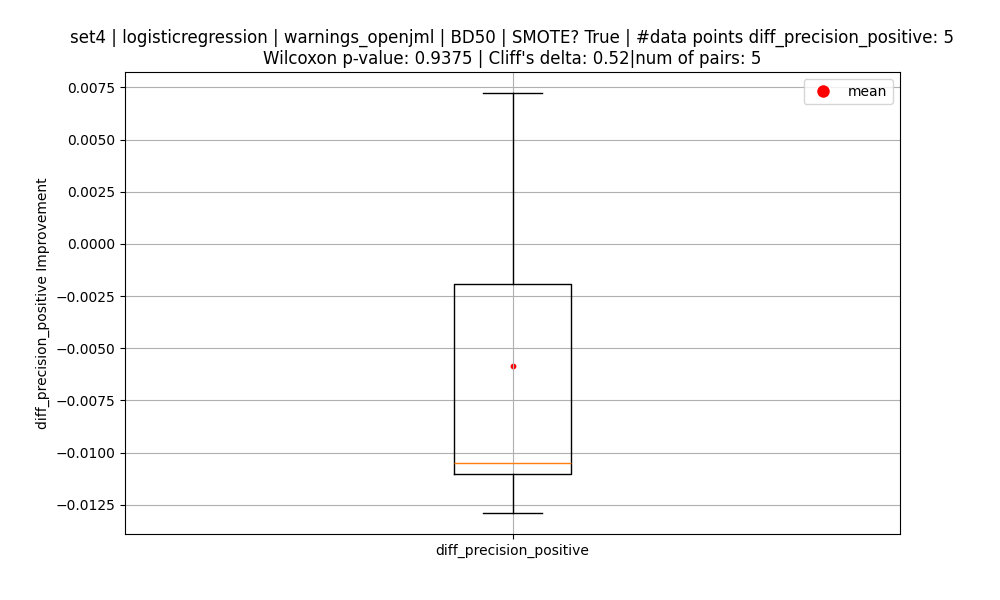 set4 | logisticregression | warnings_openjml | BD50 | SMOTE? True | #data points diff_precision_positive: 5
Wilcoxon p-value: 0.9375 | Cliff's delta: 0.52|num of pairs: 5
mean
0.0075
0.0050
0.0025
0.0000
−0.0025
−0.0050
−0.0075
−0.0100
−0.0125
diff_precision_positive Improvement
diff_precision_positive